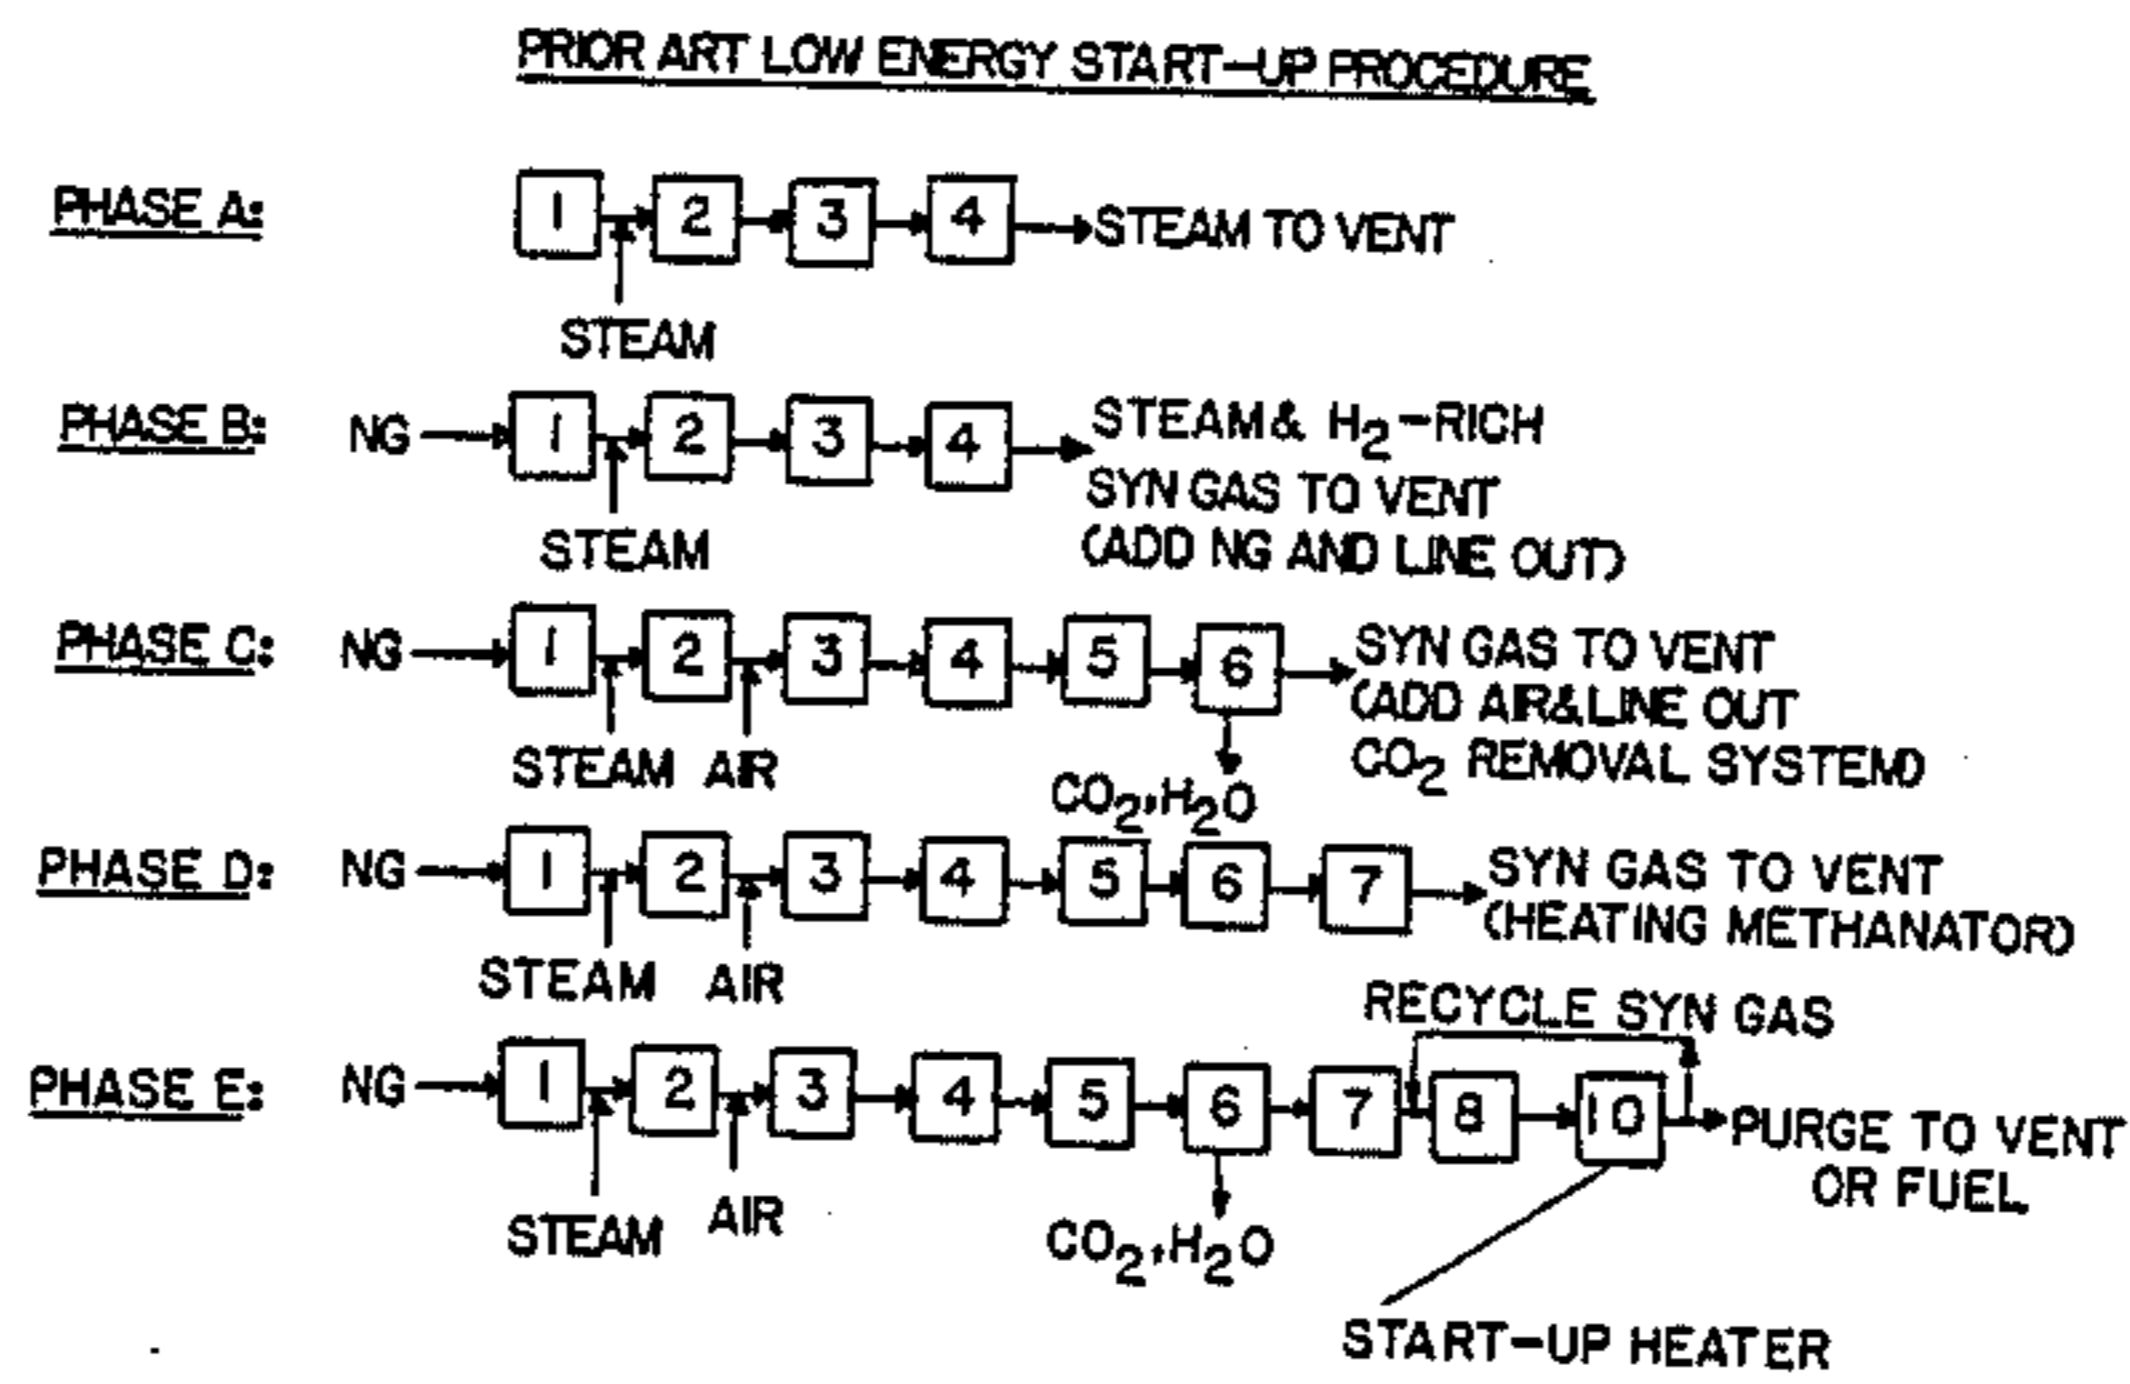 PRIOR ART LOW ENERGY START-UP PROCEDURE
PHASE A: 1 2 3 4 STEAM TO VENT
STEAM
PHASE B: NG 1 2 3 4 STEAM & H2-RICH
SYN GAS TO VENT
(ADD NG AND LINE OUT)
STEAM
PHASE C: NG 1 2 3 4 5 6 SYN GAS TO VENT
(ADD AIR & LINE OUT
CO2 REMOVAL SYSTEM)
STEAM AIR
CO2, H2O
PHASE D: NG 1 2 3 4 5 6 7 SYN GAS TO VENT
(HEATING METHANATOR)
STEAM AIR
RECYCLE SYN GAS
PHASE E: NG 1 2 3 4 5 6 7 8 10 PURGE TO VENT
OR FUEL
STEAM AIR
CO2, H2O
START-UP HEATER